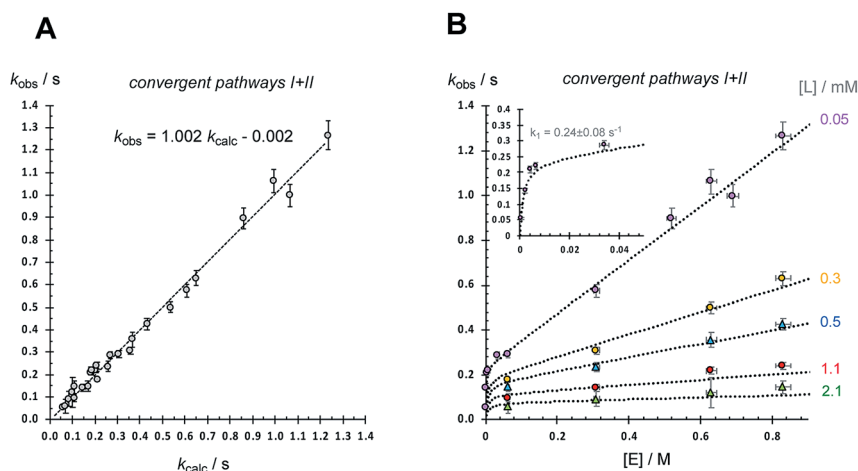 A
k_obs / s
convergent pathways I+II
k_obs = 1.002 k_calc - 0.002
1.4
1.3
1.2
1.1
1.0
0.9
0.8
0.7
0.6
0.5
0.4
0.3
0.2
0.1
0.0
0.0 0.1 0.2 0.3 0.4 0.5 0.6 0.7 0.8 0.9 1.0 1.1 1.2 1.3 1.4
k_calc / s
B
k_obs / s
convergent pathways I+II
[L] / mM
1.4
1.2
1.0
0.8
0.6
0.4
0.2
0.0
0 0.2 0.4 0.6 0.8
[E] / M
0.4
0.35
0.3
0.25
0.2
0.15
0.1
0.05
0
0 0.02 0.04
k₁ = 0.24±0.08 s⁻¹
0.05
0.3
0.5
1.1
2.1